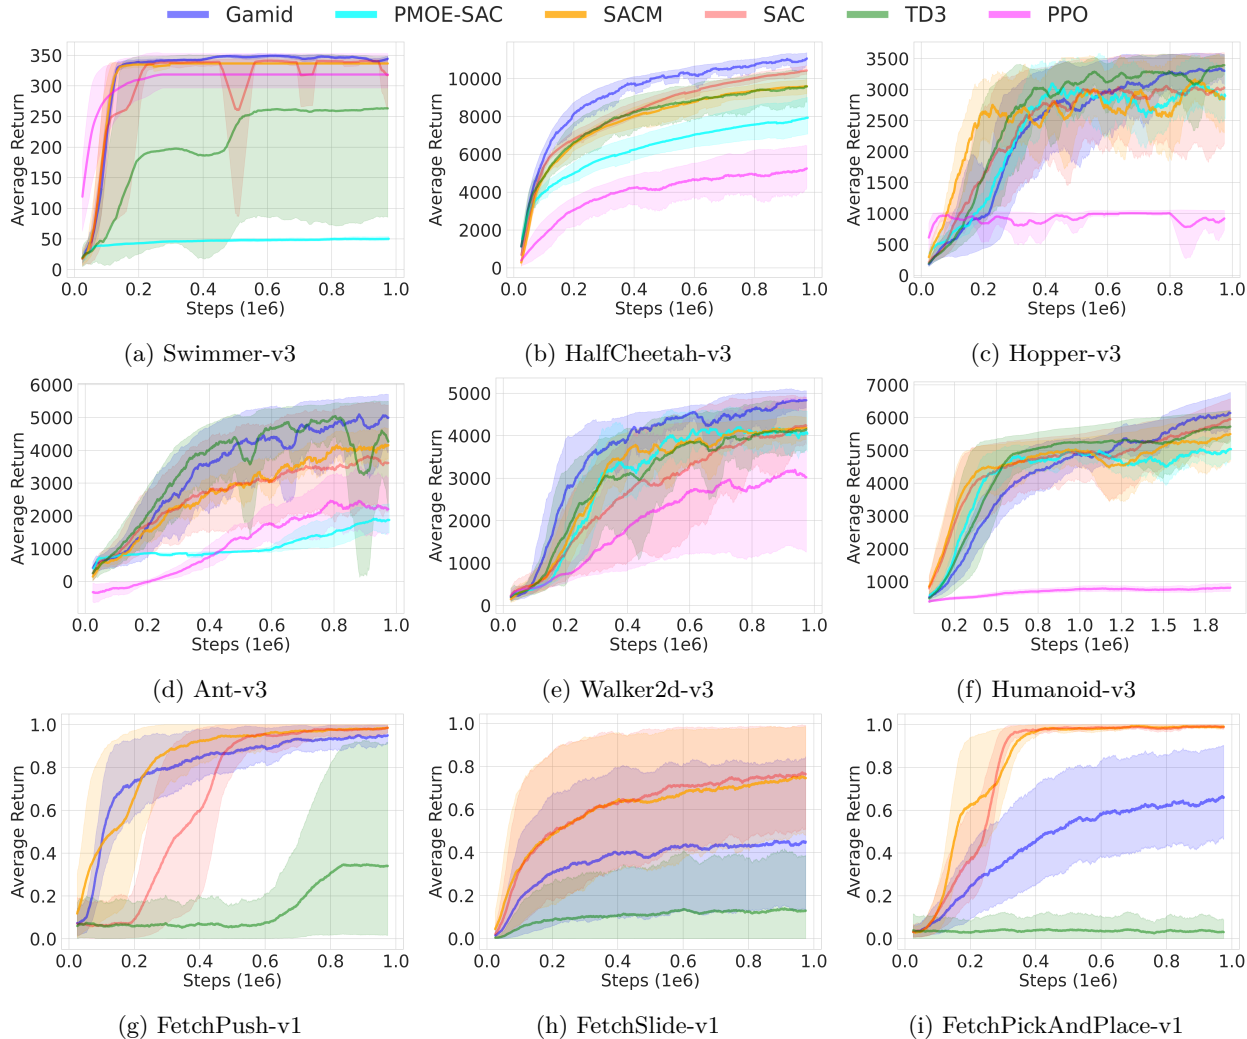 Gamid PMOE-SAC SACM SAC TD3 PPO
350
300
250
200
150
100
50
0
Average Return
0.0 0.2 0.4 0.6 0.8 1.0
Steps (1e6)
(a) Swimmer-v3
10000
8000
6000
4000
2000
0
Average Return
0.0 0.2 0.4 0.6 0.8 1.0
Steps (1e6)
(b) HalfCheetah-v3
3500
3000
2500
2000
1500
1000
500
0
Average Return
0.0 0.2 0.4 0.6 0.8 1.0
Steps (1e6)
(c) Hopper-v3
6000
5000
4000
3000
2000
1000
0
Average Return
0.0 0.2 0.4 0.6 0.8 1.0
Steps (1e6)
(d) Ant-v3
5000
4000
3000
2000
1000
0
Average Return
0.0 0.2 0.4 0.6 0.8 1.0
Steps (1e6)
(e) Walker2d-v3
7000
6000
5000
4000
3000
2000
1000
Average Return
0.2 0.5 0.8 1.0 1.2 1.5 1.8
Steps (1e6)
(f) Humanoid-v3
1.0
0.8
0.6
0.4
0.2
0.0
Average Return
0.0 0.2 0.4 0.6 0.8 1.0
Steps (1e6)
(g) FetchPush-v1
1.0
0.8
0.6
0.4
0.2
0.0
Average Return
0.0 0.2 0.4 0.6 0.8 1.0
Steps (1e6)
(h) FetchSlide-v1
1.0
0.8
0.6
0.4
0.2
0.0
Average Return
0.0 0.2 0.4 0.6 0.8 1.0
Steps (1e6)
(i) FetchPickAndPlace-v1